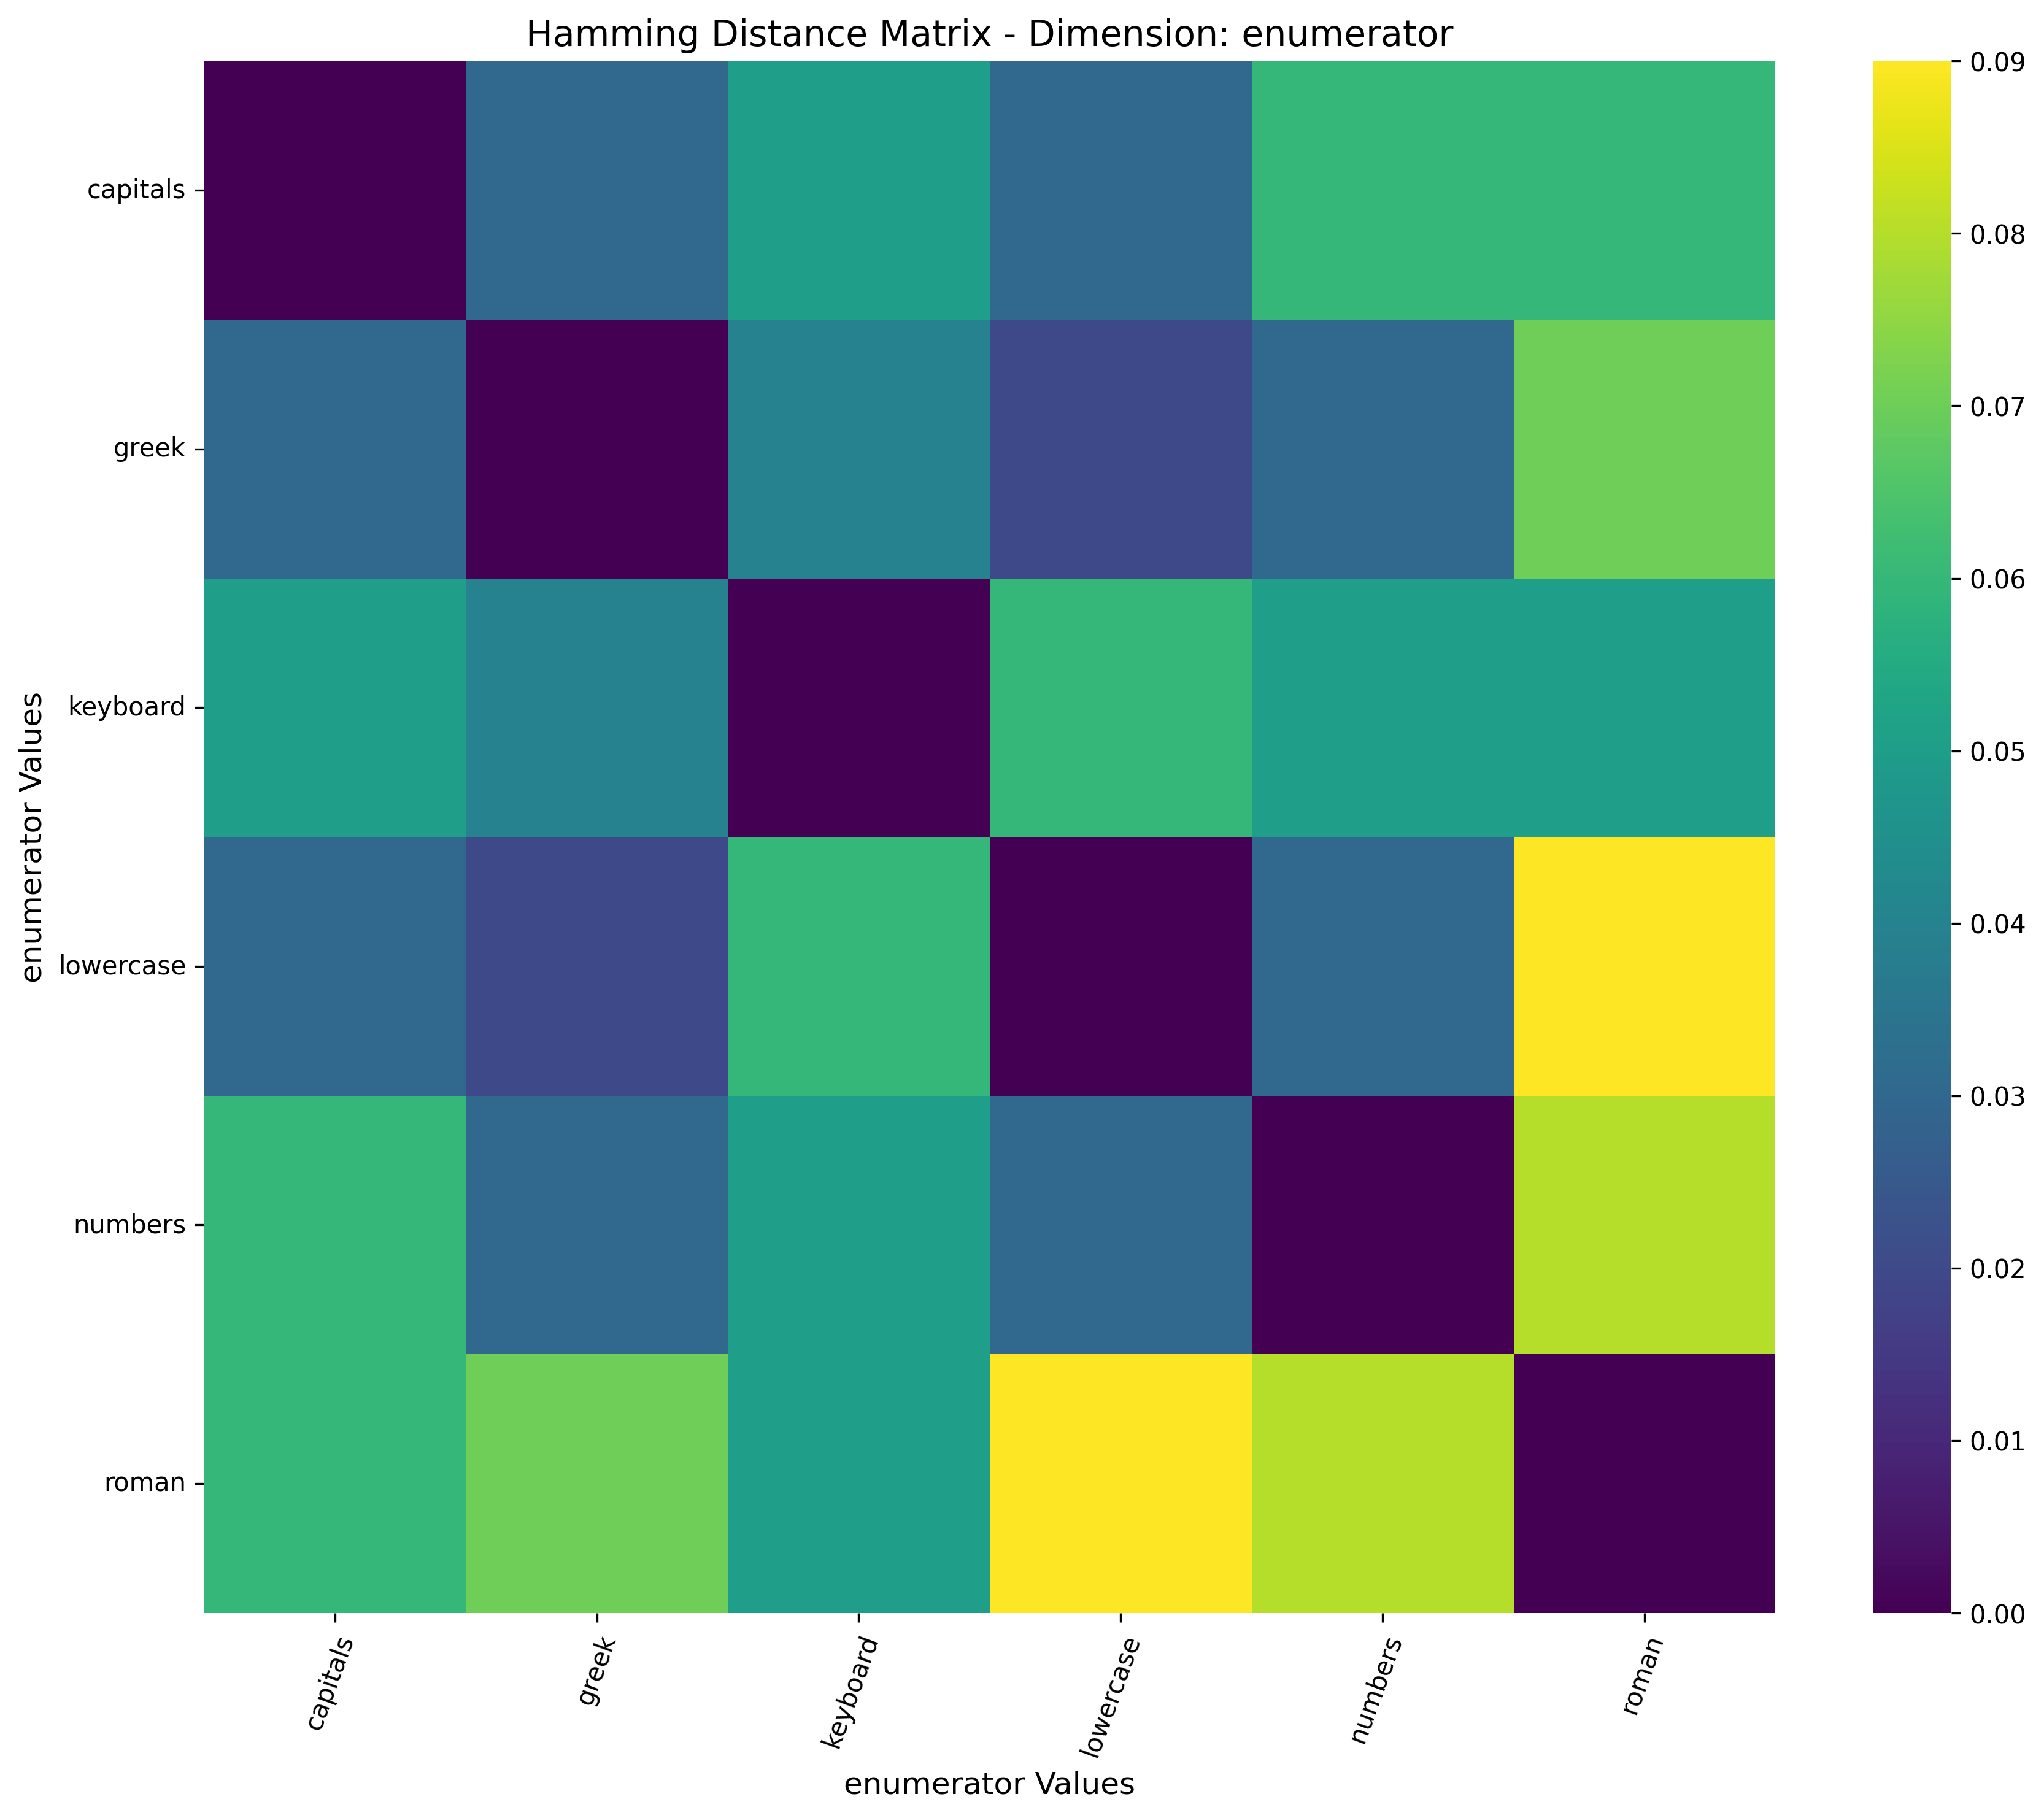 Hamming Distance Matrix - Dimension: enumerator
enumerator Values
capitals
greek
keyboard
lowercase
numbers
roman
capitals
greek
keyboard
lowercase
numbers
roman
enumerator Values
0.09
0.08
0.07
0.06
0.05
0.04
0.03
0.02
0.01
0.00